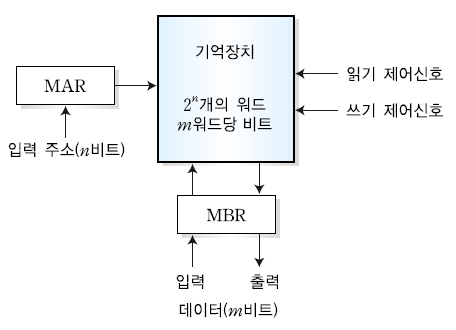 기억장치
MAR
2ⁿ개의 워드
m워드당 비트
읽기 제어신호
쓰기 제어신호
입력 주소(n비트)
MBR
입력
출력
데이터(m비트)